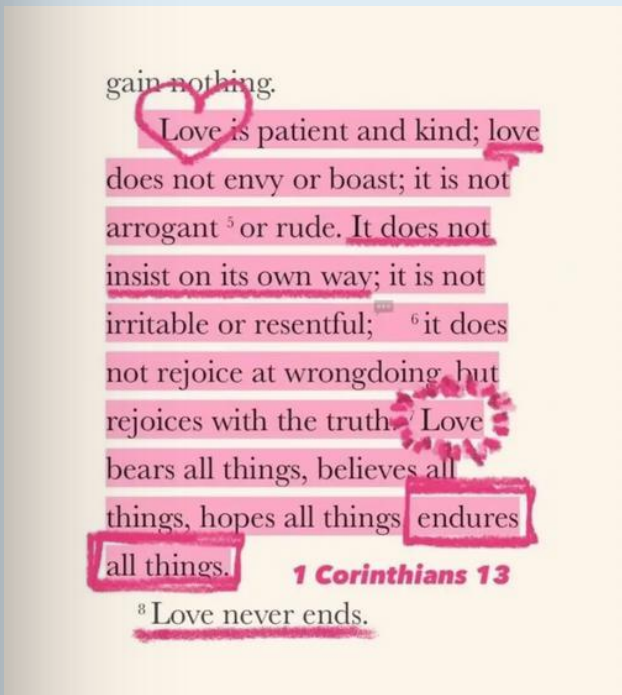 gain nothing.
Love is patient and kind; love
does not envy or boast; it is not
arrogant ⁵ or rude. It does not
insist on its own way; it is not
irritable or resentful; ⁶ it does
not rejoice at wrongdoing, but
rejoices with the truth. ⁷ Love
bears all things, believes all
things, hopes all things, endures
all things.
1 Corinthians 13
⁸ Love never ends.